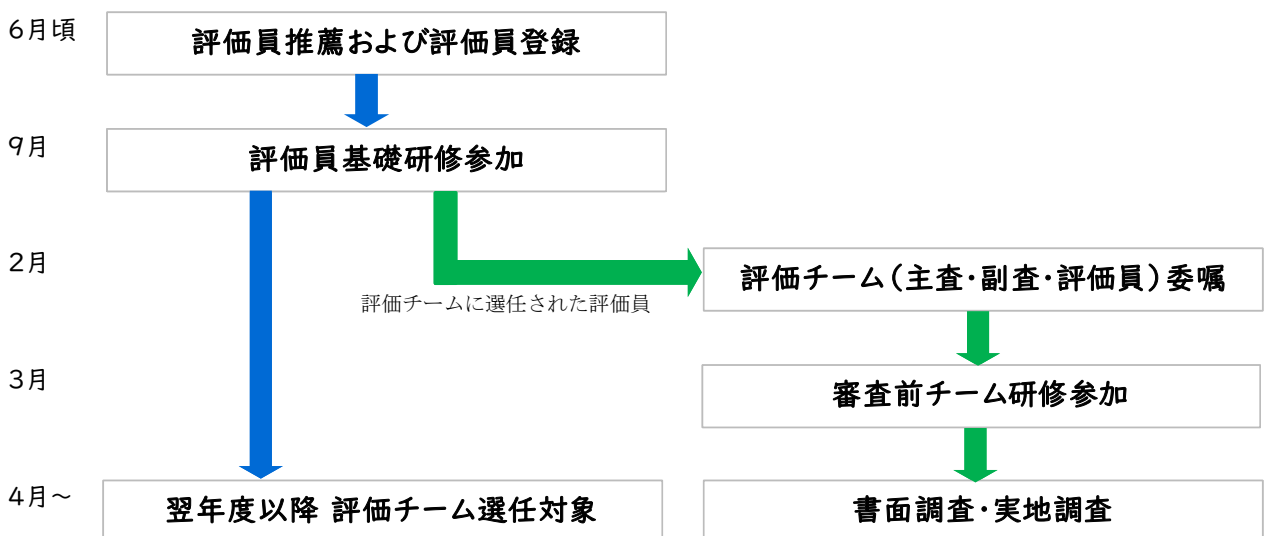 6月頃
評価員推薦および評価員登録
9月
評価員基礎研修参加
2月
評価チーム(主査・副査・評価員)委嘱
評価チームに選任された評価員
3月
審査前チーム研修参加
4月~
翌年度以降 評価チーム選任対象
書面調査・実地調査